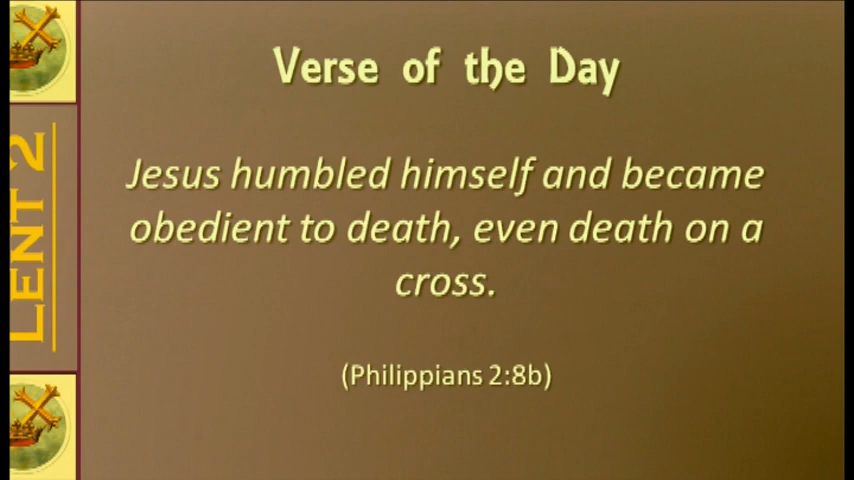 Verse of the Day
Jesus humbled himself and became
obedient to death, even death on a
cross.
(Philippians 2:8b)
LENT 2